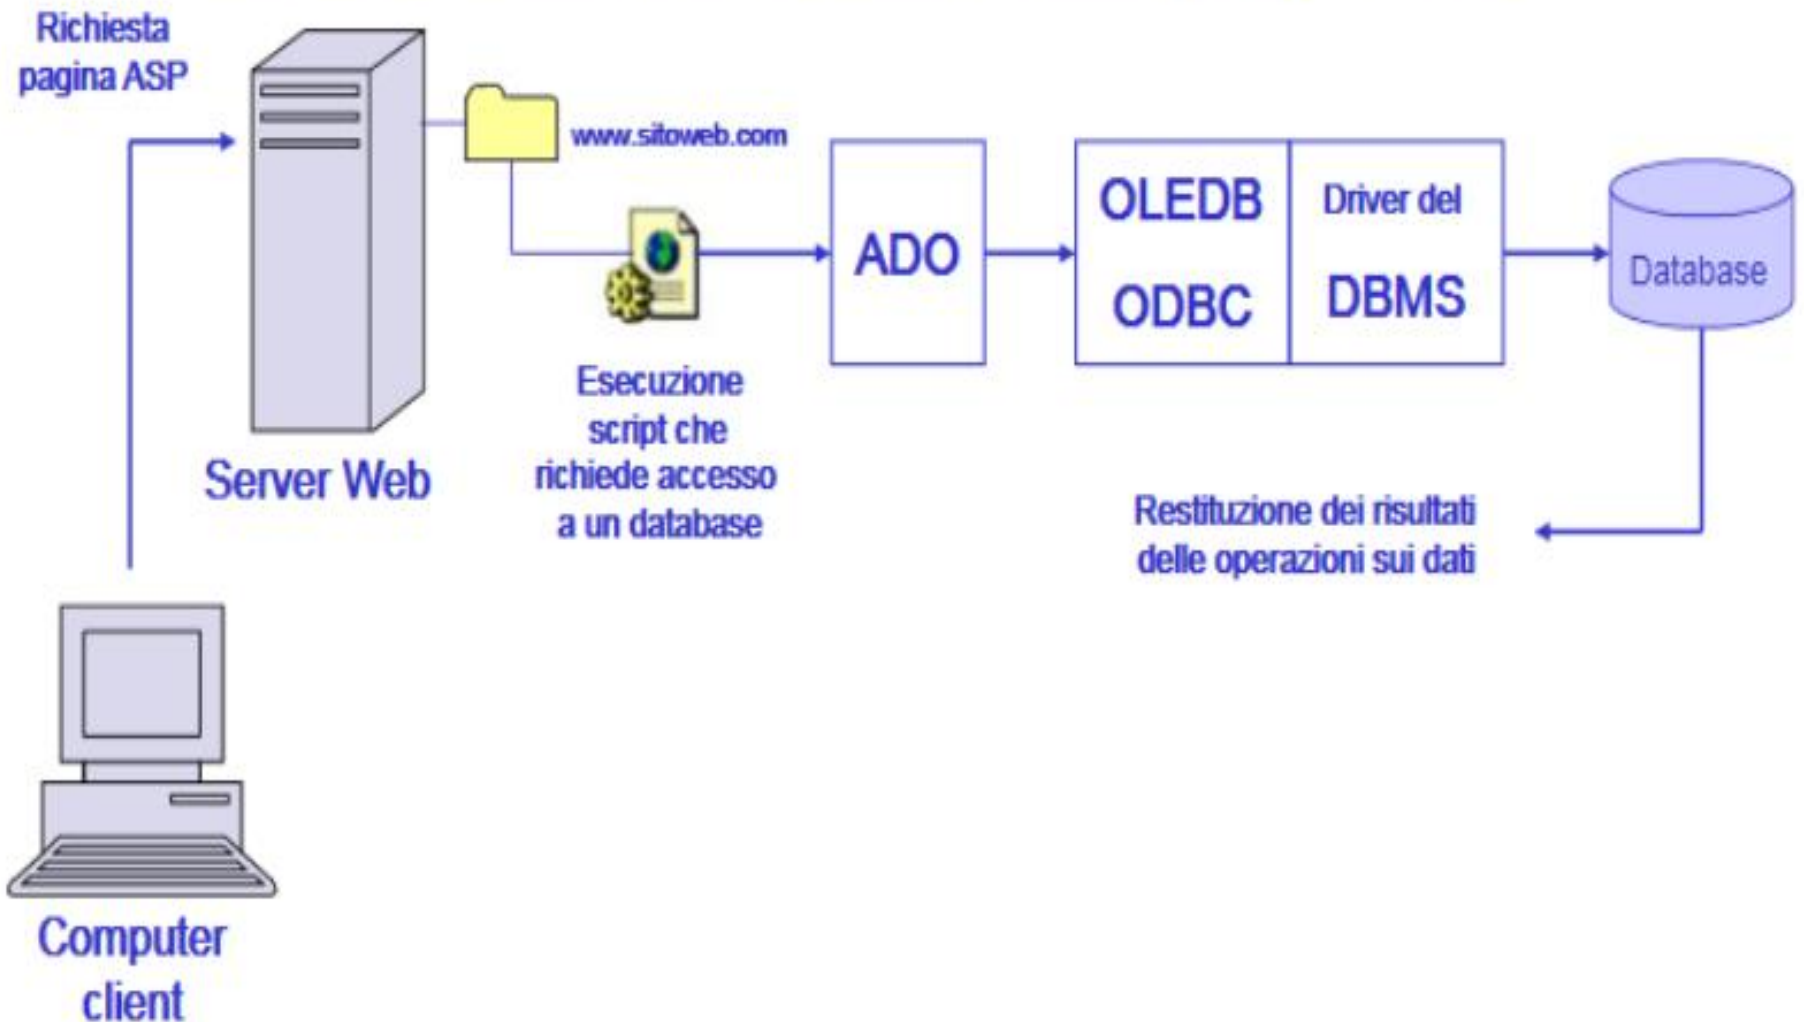 Richiesta
pagina ASP
www.sitoweb.com
Server Web
Esecuzione
script che
richiede accesso
a un database
ADO
OLEDB
ODBC
Driver del
DBMS
Database
Restituzione dei risultati
delle operazioni sui dati
Computer
client